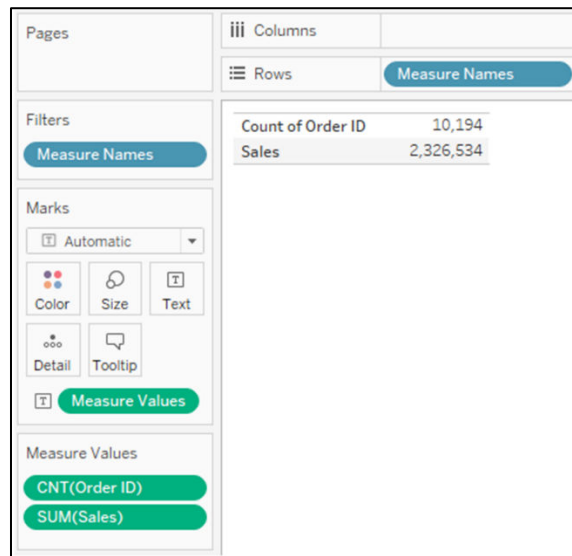 Pages
Columns
Rows
Measure Names
Filters
Measure Names
Count of Order ID 10,194
Sales 2,326,534
Marks
T Automatic
Color Size T Text
Detail Tooltip
T Measure Values
Measure Values
CNT(Order ID)
SUM(Sales)